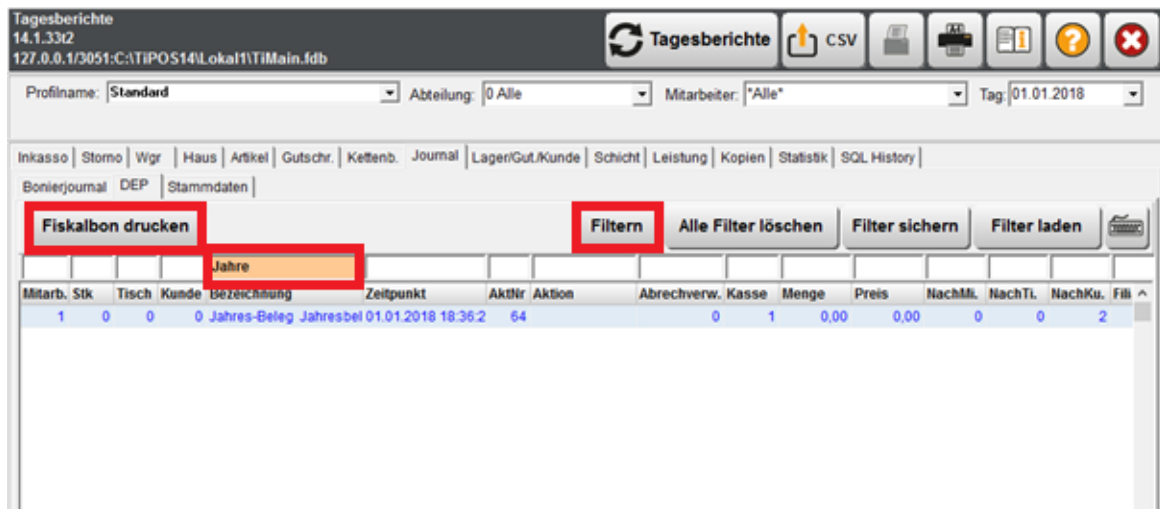 Tagesberichte
14.1.33t2
127.0.0.1/3051:C:\TiPOS14\Lokal1\TiMain.fdb
Tagesberichte CSV
Profilname: Standard Abteilung: 0 Alle Mitarbeiter: "Alle" Tag: 01.01.2018
Inkasso Storno Wgr Haus Artikel Gutschr. Kettenb. Journal Lager/Gut./Kunde Schicht Leistung Kopien Statistik SQL History
Bonierjournal DEP Stammdaten
Fiskalbon drucken Filtern Alle Filter löschen Filter sichern Filter laden
Jahre
Mitarb. Stk Tisch Kunde Bezeichnung Zeitpunkt AktNr Aktion Abrechverw. Kasse Menge Preis NachMi. NachTi. NachKu. Fili
1 0 0 0 Jahres-Beleg Jahresbel 01.01.2018 18:36:2 64 0 1 0,00 0,00 0 0 2